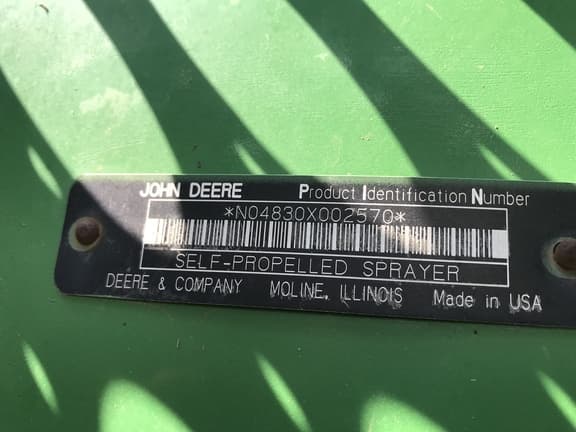 JOHN DEERE Product Identification Number
*N04830X002570*
SELF-PROPELLED SPRAYER
DEERE & COMPANY MOLINE, ILLINOIS Made in USA